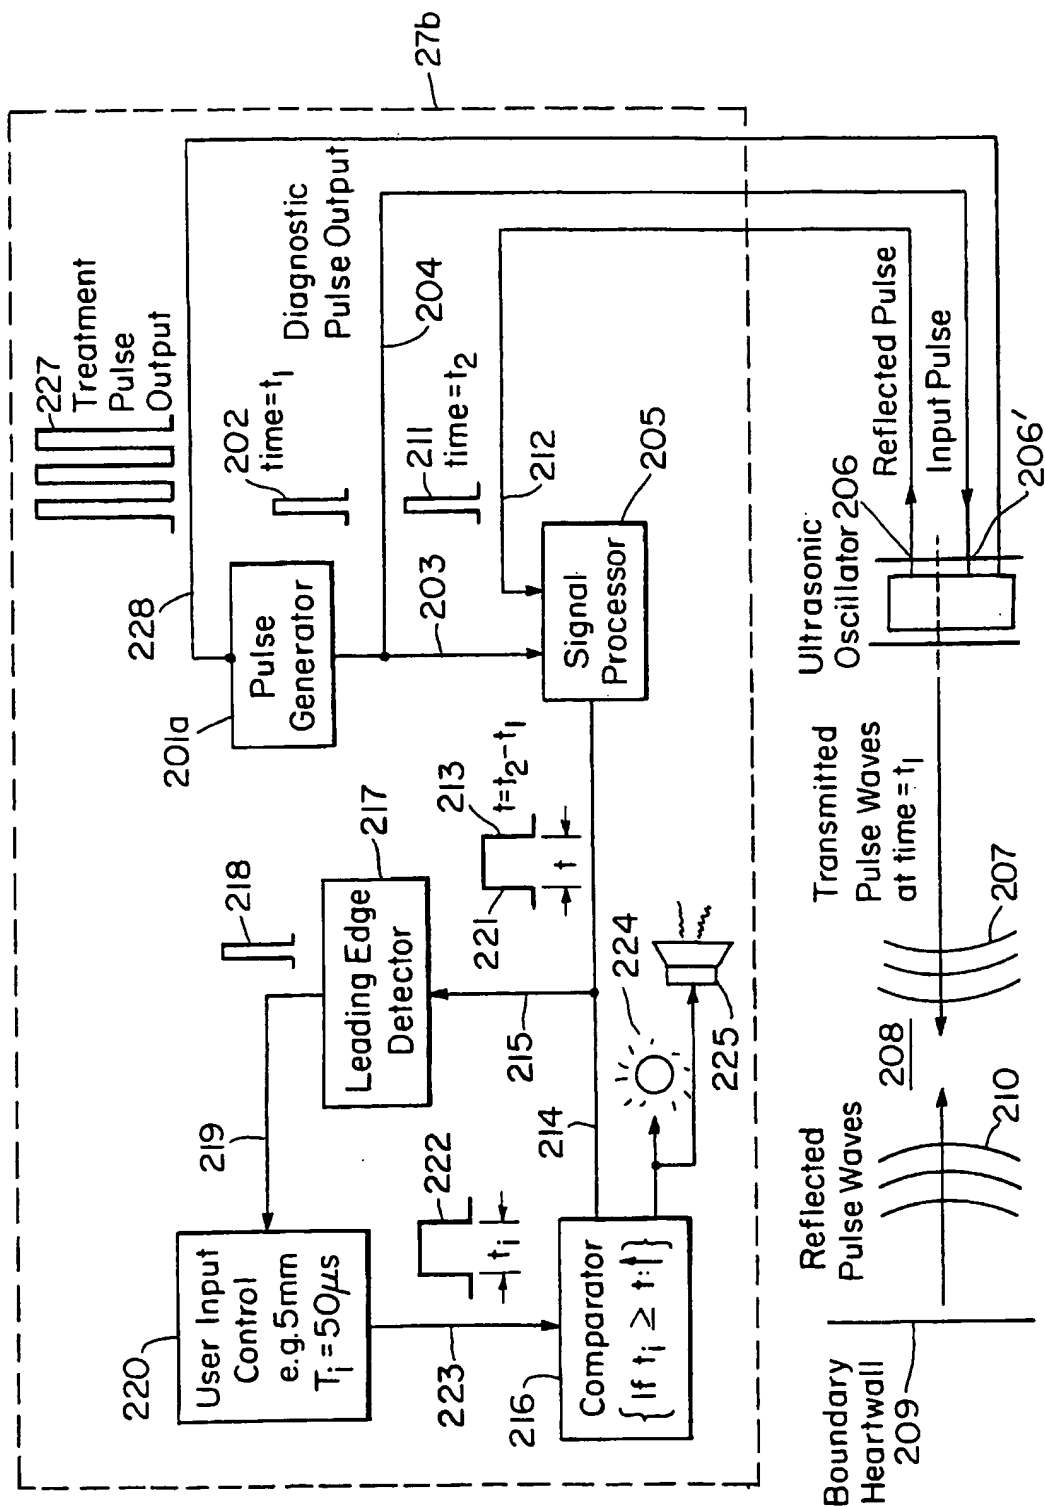 27b
227
Treatment
Pulse
Output
228
202
time=t₁
Diagnostic
Pulse Output
204
201a
Pulse
Generator
203
211
time=t₂
212
205
Signal
Processor
218
217
Leading Edge
Detector
213
t=t₂-t₁
221
t
215
219
220
User Input
Control
e.g.5mm
Tᵢ=50μs
222
tᵢ
223
214
216
Comparator
{If tᵢ ≥ t:↑}
224
225
Reflected Pulse
Input Pulse
Ultrasonic
Oscillator 206
206'
Transmitted
Pulse Waves
at time=t₁
207
208
Reflected
Pulse Waves
210
Boundary
Heartwall
209